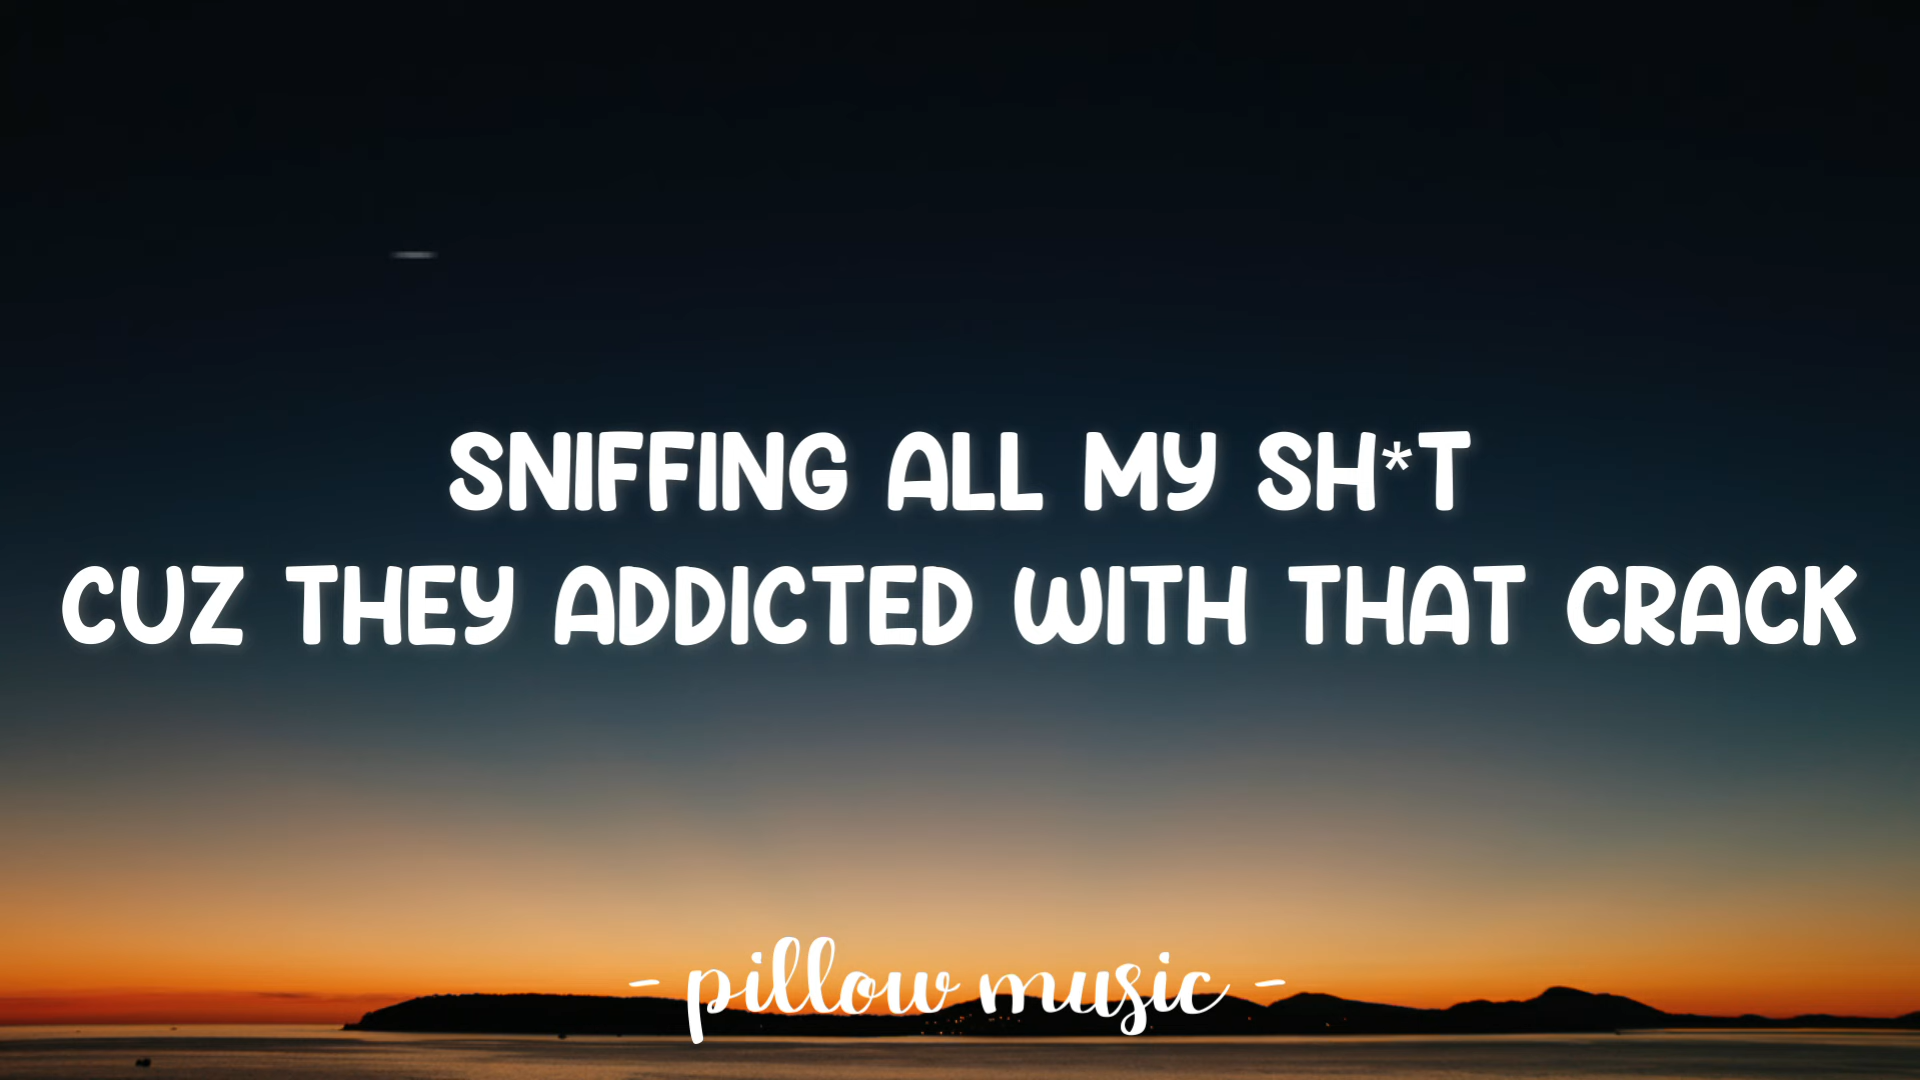 SNIFFING ALL MY SH*T
CUZ THEY ADDICTED WITH THAT CRACK
- pillow music -